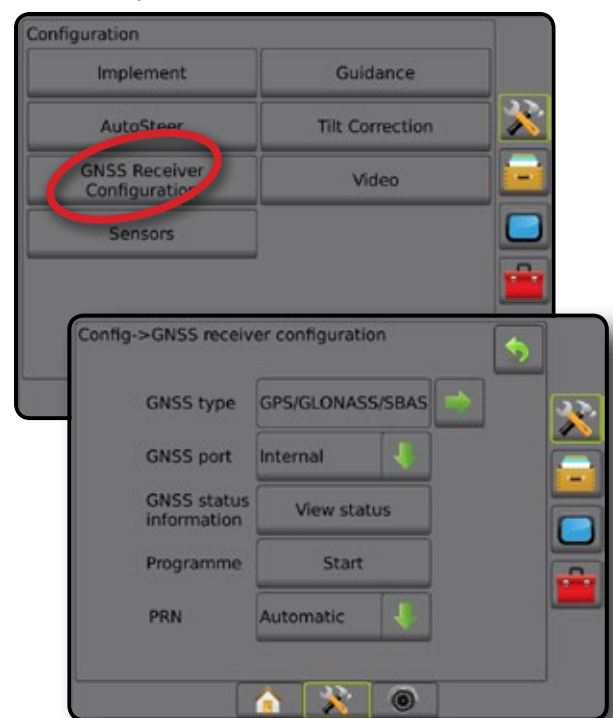 Configuration
Implement
Guidance
AutoSteer
Tilt Correction
GNSS Receiver
Configuration
Video
Sensors
Config->GNSS receiver configuration
GNSS type
GPS/GLONASS/SBAS
GNSS port
Internal
GNSS status
information
View status
Programme
Start
PRN
Automatic